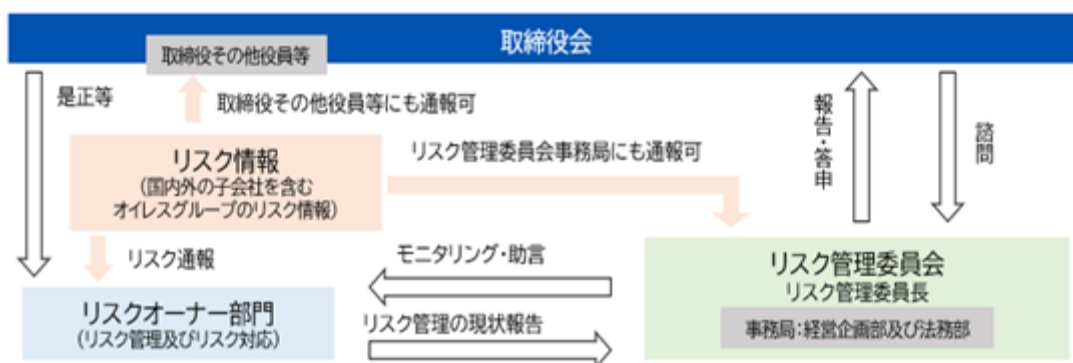 取締役会
取締役その他役員等
是正等
取締役その他役員等にも通報可
報告・答申
諮問
リスク情報
(国内外の子会社を含む
オイレスグループのリスク情報)
リスク管理委員会事務局にも通報可
リスク通報
モニタリング・助言
リスク管理委員会
リスク管理委員長
事務局:経営企画部及び法務部
リスクオーナー部門
(リスク管理及びリスク対応)
リスク管理の現状報告